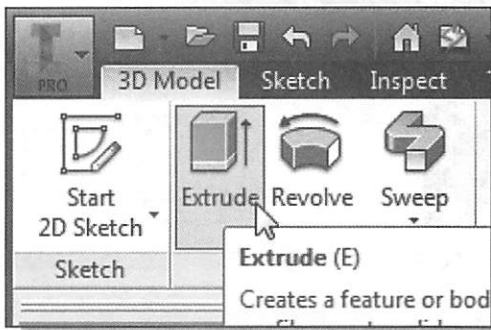 PRO
3D Model Sketch Inspect
Start
2D Sketch
Extrude Revolve Sweep
Sketch
Extrude (E)
Creates a feature or bod